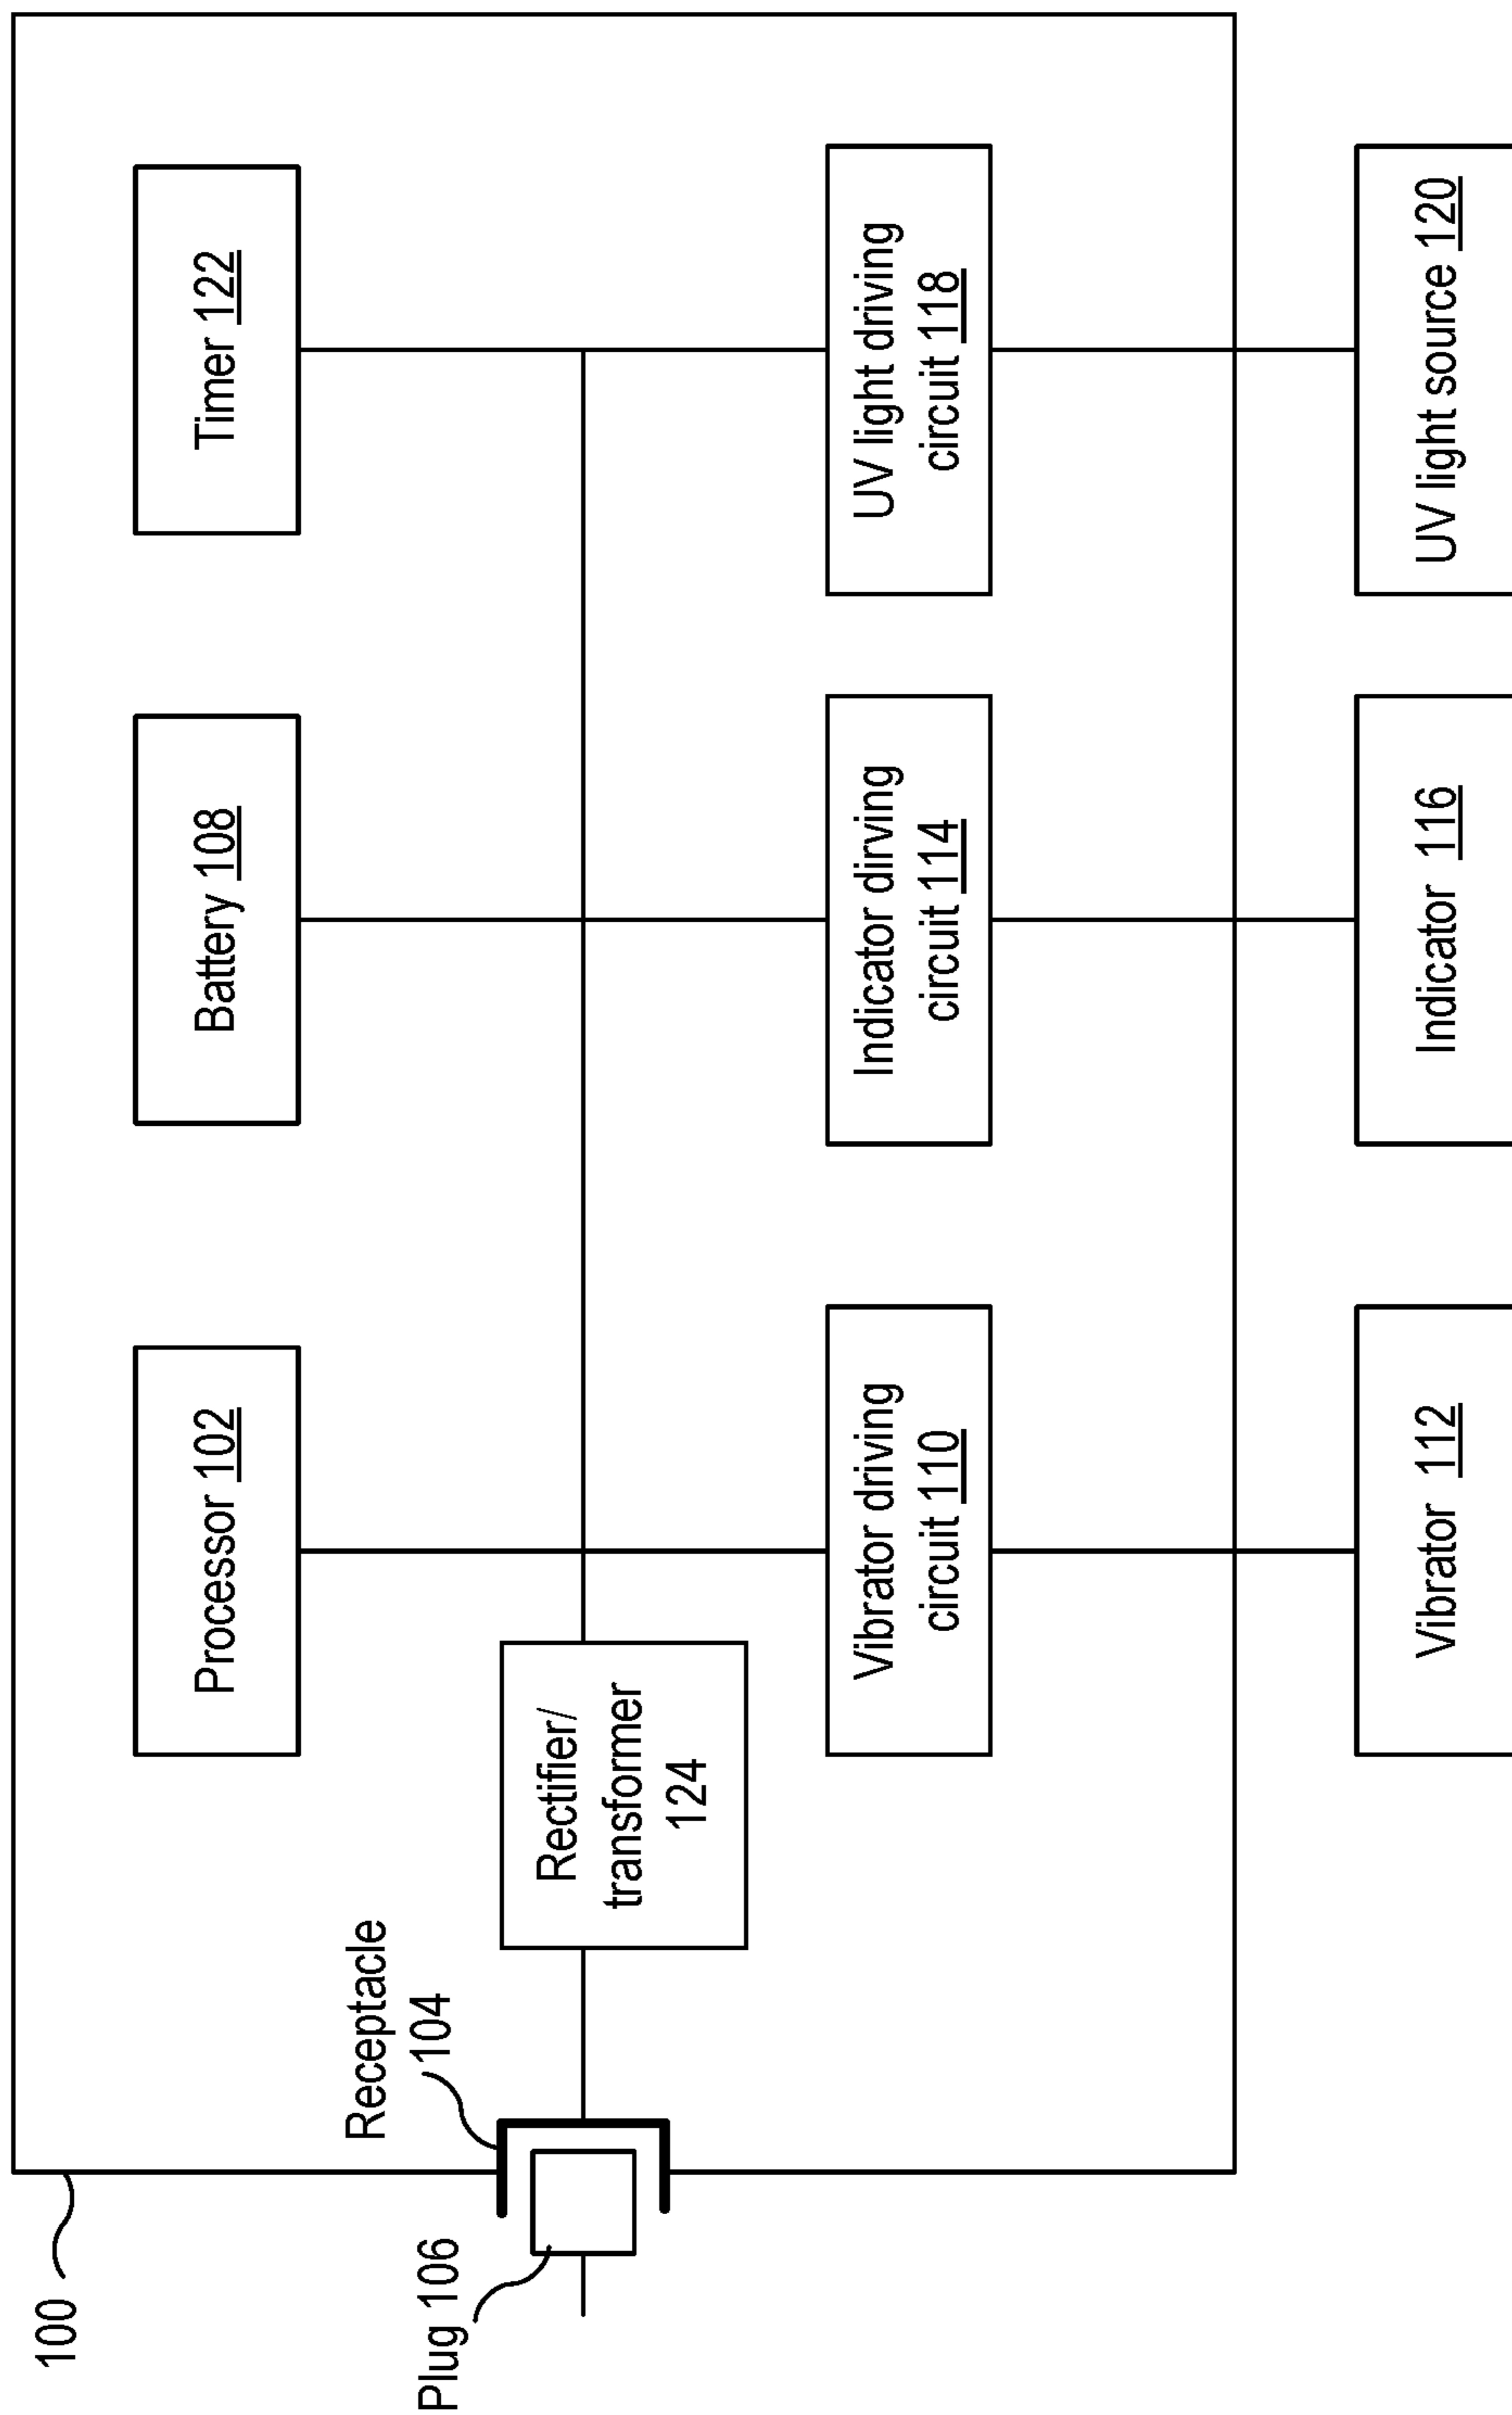 100
Processor 102
Battery 108
Timer 122
Receptacle
104
Plug 106
Rectifier/
transformer
124
Vibrator driving
circuit 110
Indicator dirving
circuit 114
UV light driving
circuit 118
Vibrator 112
Indicator 116
UV light source 120